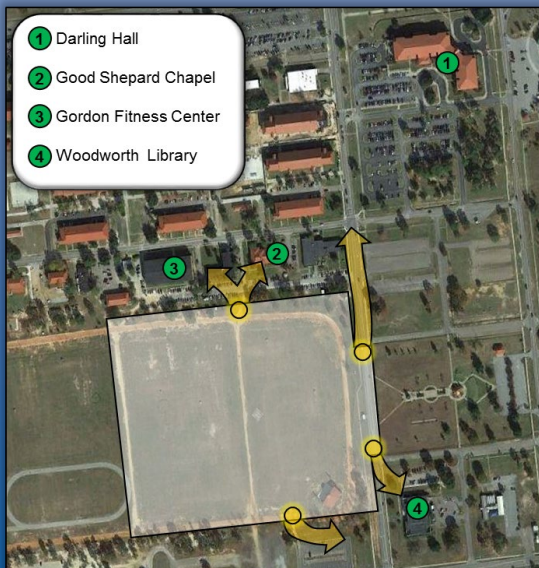 1 Darling Hall
2 Good Shepard Chapel
3 Gordon Fitness Center
4 Woodworth Library
1
2
3
4